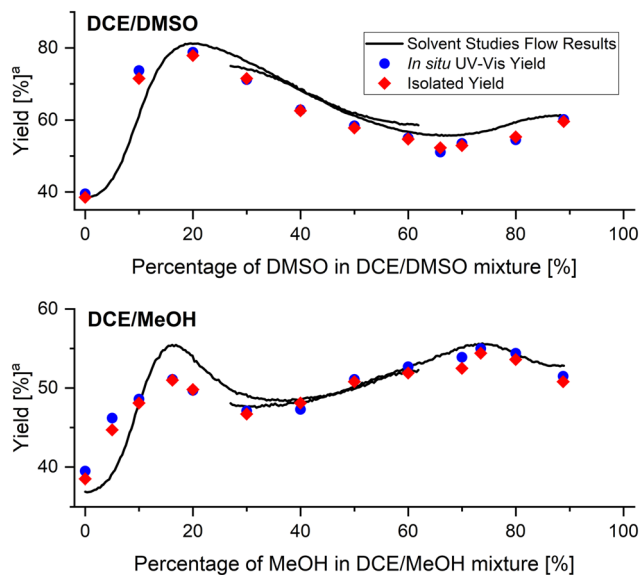 DCE/DMSO
Solvent Studies Flow Results
In situ UV-Vis Yield
Isolated Yield
Yield [%]ᵃ
80
60
40
0 20 40 60 80 100
Percentage of DMSO in DCE/DMSO mixture [%]
DCE/MeOH
Yield [%]ᵃ
60
50
40
0 20 40 60 80 100
Percentage of MeOH in DCE/MeOH mixture [%]